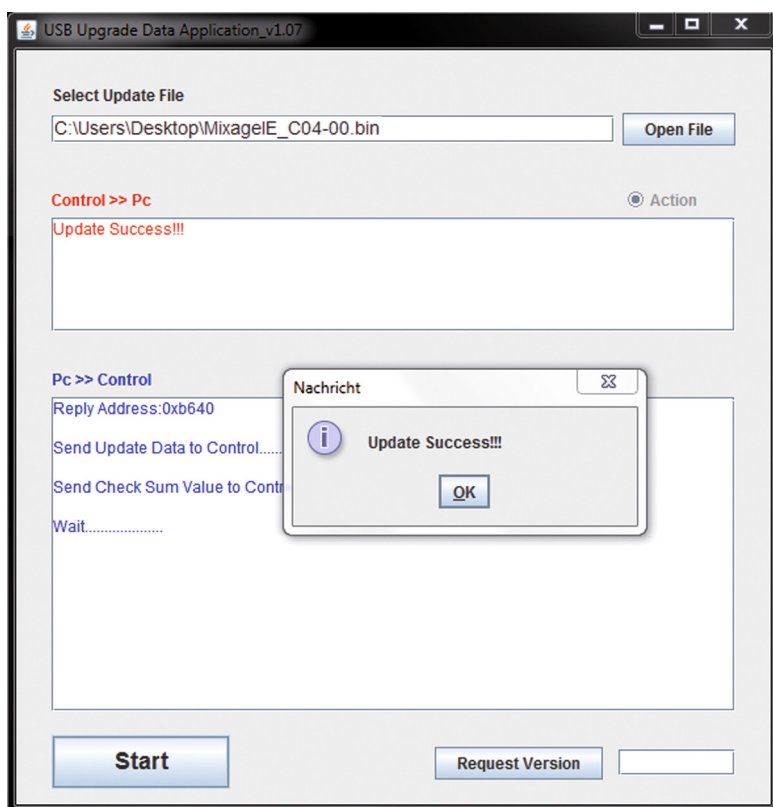 USB Upgrade Data Application_v1.07
Select Update File
C:\Users\Desktop\MixagelE_C04-00.bin
Open File
Control >> Pc
Action
Update Success!!!
Pc >> Control
Reply Address:0xb640
Send Update Data to Control......
Send Check Sum Value to Contr
Wait....................
Nachricht
Update Success!!!
OK
Start
Request Version